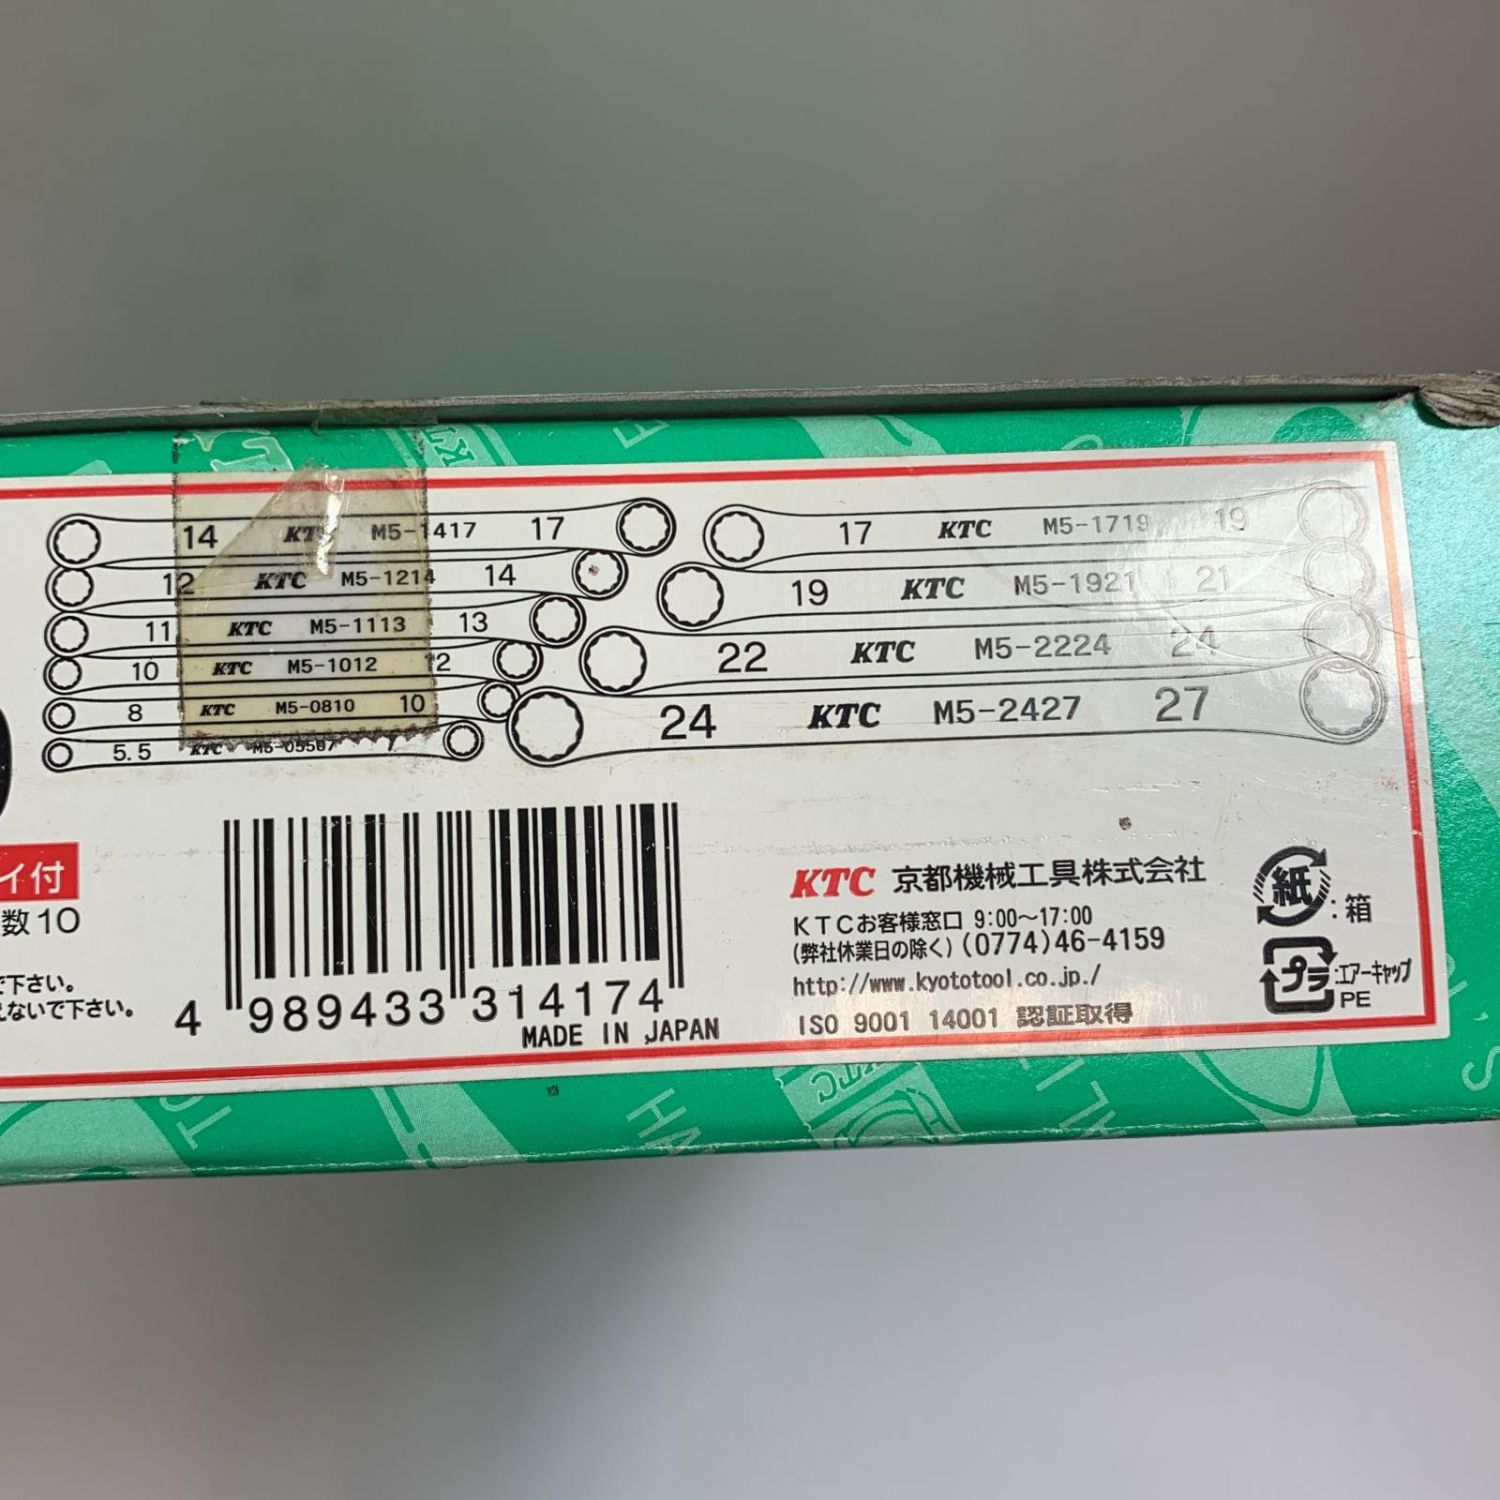 14 KTC M5-1417 17
12 KTC M5-1214 14
11 KTC M5-1113 13
10 KTC M5-1012 12
8 KTC M5-0810 10
5.5 KTC M5-05507 7
17 KTC M5-1719 19
19 KTC M5-1921 21
22 KTC M5-2224 24
24 KTC M5-2427 27
イ付
数10
で下さい。
えないで下さい。
4 989433 314174
MADE IN JAPAN
KTC 京都機械工具株式会社
KTCお客様窓口 9:00～17:00
(弊社休業日の除く)(0774)46-4159
http://www.kyototool.co.jp./
ISO 9001 14001 認証取得
紙:箱
プラ:エアーキャップ
PE